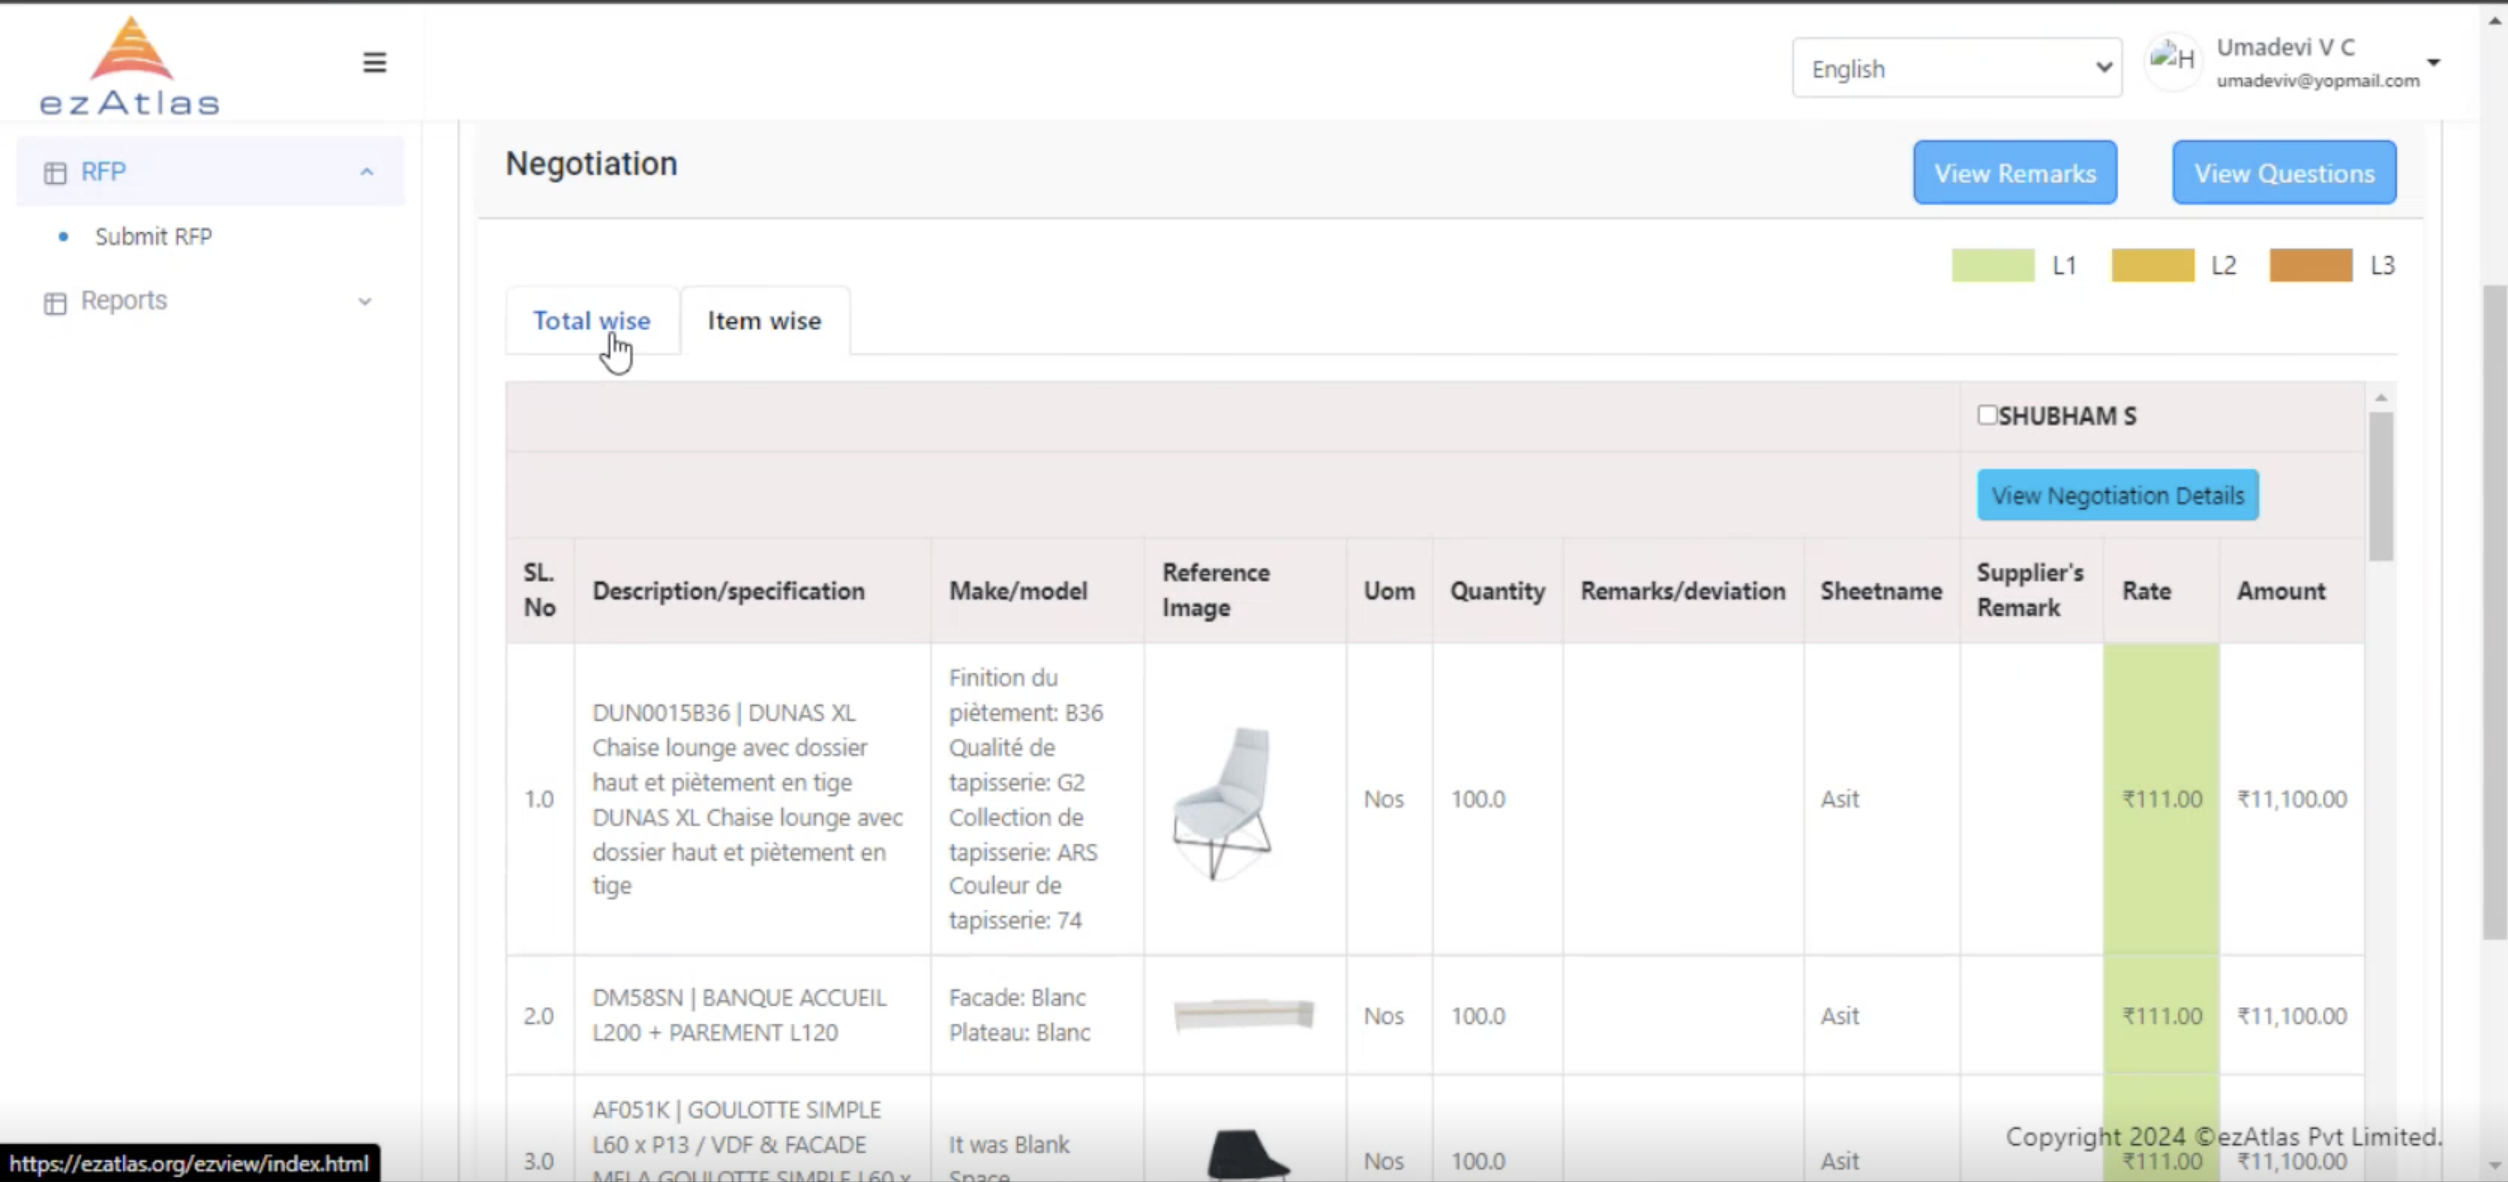 ezAtlas
English
Umadevi V C
umadeviv@yopmail.com
RFP
Submit RFP
Reports
Negotiation
View Remarks
View Questions
L1
L2
L3
Total wise
Item wise
SHUBHAM S
View Negotiation Details
SL. No
Description/specification
Make/model
Reference Image
Uom
Quantity
Remarks/deviation
Sheetname
Supplier's Remark
Rate
Amount
1.0
DUN0015B36 | DUNAS XL
Chaise lounge avec dossier
haut et piètement en tige
DUNAS XL Chaise lounge avec
dossier haut et piètement en
tige
Finition du
piètement: B36
Qualité de
tapisserie: G2
Collection de
tapisserie: ARS
Couleur de
tapisserie: 74
Nos
100.0
Asit
₹111.00
₹11,100.00
2.0
DM58SN | BANQUE ACCUEIL
L200 + PAREMENT L120
Facade: Blanc
Plateau: Blanc
Nos
100.0
Asit
₹111.00
₹11,100.00
3.0
AF051K | GOULOTTE SIMPLE
L60 x P13 / VDF & FACADE
MELA GOULOTTE SIMPLE L60 x
It was Blank
Space
Nos
100.0
Asit
₹111.00
₹11,100.00
Copyright 2024 ©ezAtlas Pvt Limited.
https://ezatlas.org/ezview/index.html